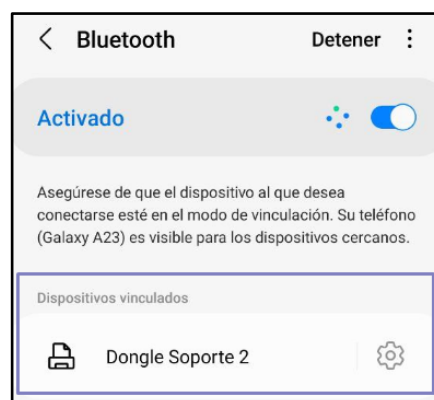 Bluetooth Detener
Activado
Asegúrese de que el dispositivo al que desea
conectarse esté en el modo de vinculación. Su teléfono
(Galaxy A23) es visible para los dispositivos cercanos.
Dispositivos vinculados
Dongle Soporte 2